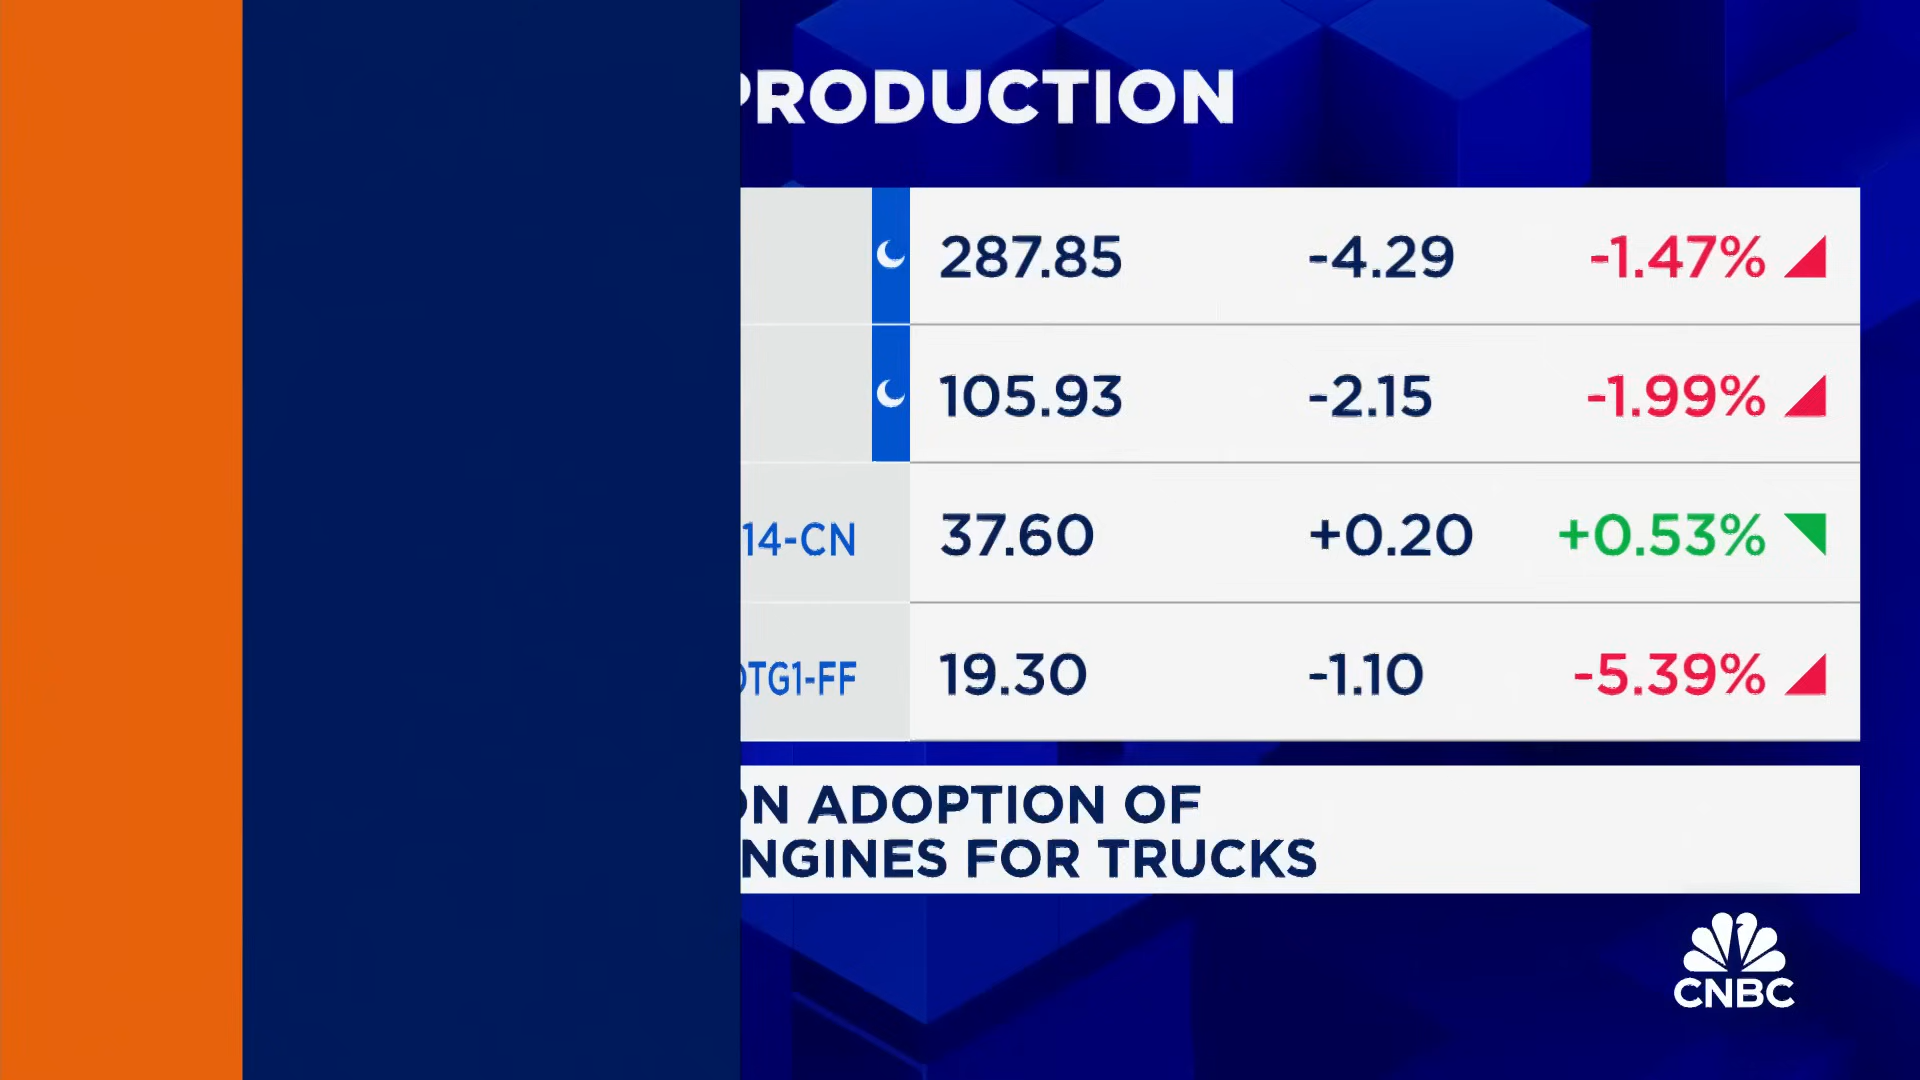 PRODUCTION
287.85 -4.29 -1.47%
105.93 -2.15 -1.99%
14-CN 37.60 +0.20 +0.53%
TG1-FF 19.30 -1.10 -5.39%
ON ADOPTION OF
NGINES FOR TRUCKS
CNBC